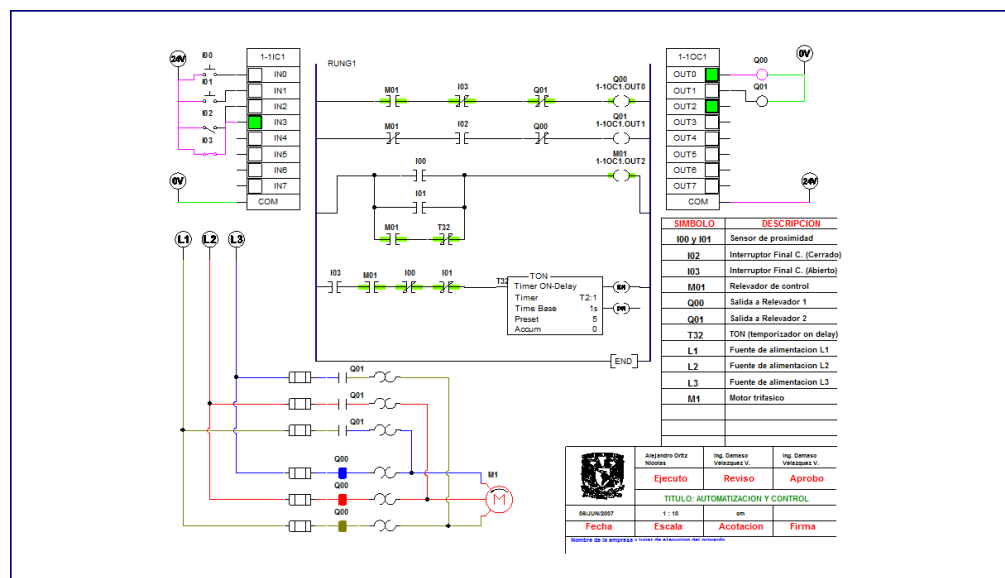 24V
I00
I01
I02
I03
0V
1-1IC1
IN0
IN1
IN2
IN3
IN4
IN5
IN6
IN7
COM
RUNG1
M01
I03
Q01
Q00
1-1OC1.OUT0
M01
I02
Q00
Q01
1-1OC1.OUT1
I00
M01
1-1OC1.OUT2
I01
M01
T32
I03
M01
I00
I01
T32
TON
Timer ON-Delay
Timer T2:1
Time Base 1s
Preset 5
Accum 0
EN
DN
END
1-1OC1
OUT0
OUT1
OUT2
OUT3
OUT4
OUT5
OUT6
OUT7
COM
Q00
Q01
0V
24V
SIMBOLO DESCRIPCION
I00 y I01 Sensor de proximidad
I02 Interruptor Final C. (Cerrado)
I03 Interruptor Final C. (Abierto)
M01 Relevador de control
Q00 Salida a Relevador 1
Q01 Salida a Relevador 2
T32 TON (temporizador on delay)
L1 Fuente de alimentacion L1
L2 Fuente de alimentacion L2
L3 Fuente de alimentacion L3
M1 Motor trifasico
L1
L2
L3
Q01
Q01
Q01
Q00
Q00
Q00
M1
M
Alejandro Ortiz Nicolas
Ing. Damaso Velazquez V.
Ing. Damaso Velazquez V.
Ejecuto Reviso Aprobo
TITULO: AUTOMATIZACION Y CONTROL
06/JUN/2007 1 : 10 cm
Fecha Escala Acotacion Firma
Nombre de la empresa y lugar de